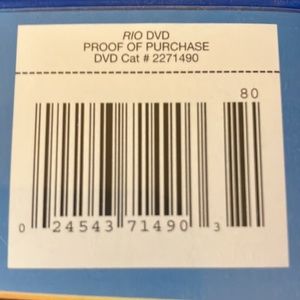 RIO DVD
PROOF OF PURCHASE
DVD Cat # 2271490
80
0 24543 71490 3